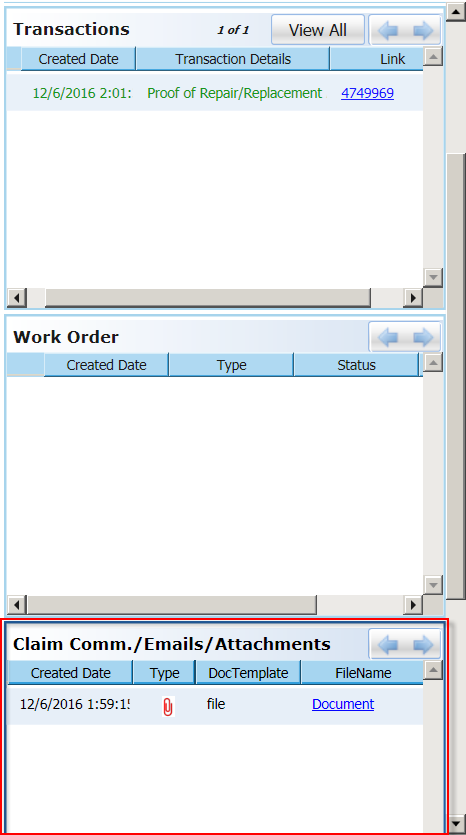 Transactions 1 of 1 View All
Created Date Transaction Details Link
12/6/2016 2:01: Proof of Repair/Replacement 4749969
Work Order
Created Date Type Status
Claim Comm./Emails/Attachments
Created Date Type DocTemplate FileName
12/6/2016 1:59:15 file Document